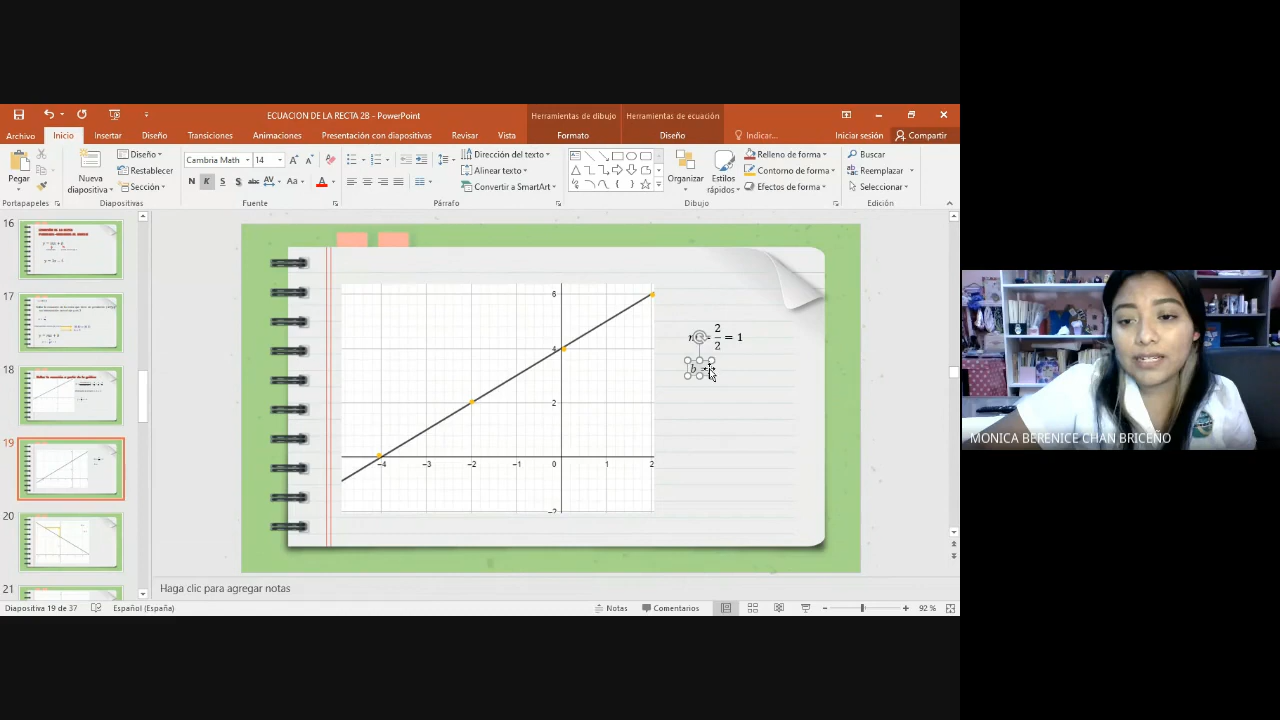 ECUACION DE LA RECTA 2B - PowerPoint
Herramientas de dibujo
Herramientas de ecuación
Archivo
Inicio
Insertar
Diseño
Transiciones
Animaciones
Presentación con diapositivas
Revisar
Vista
Formato
Diseño
Indicar...
Iniciar sesión
Compartir
Pegar
Nueva diapositiva
Diseño
Restablecer
Sección
Cambria Math
14
N K S S abc AV Aa A
Dirección del texto
Alinear texto
Convertir a SmartArt
Organizar
Estilos rápidos
Relleno de forma
Contorno de forma
Efectos de forma
Buscar
Reemplazar
Seleccionar
Portapapeles
Diapositivas
Fuente
Párrafo
Dibujo
Edición
16
17
18
19
20
21
6
4
2
−4 −3 −2 −1 0 1 2
−2
2/2 = 1
b
MONICA BERENICE CHAN BRICEÑO
Haga clic para agregar notas
Diapositiva 19 de 37
Español (España)
Notas
Comentarios
92 %